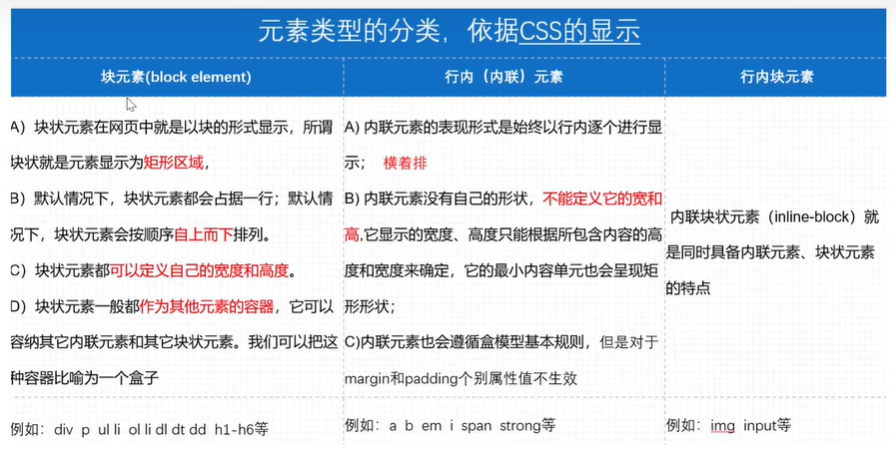 元素类型的分类，依据CSS的显示
块元素(block element)
行内（内联）元素
行内块元素
A）块状元素在网页中就是以块的形式显示，所谓
块状就是元素显示为矩形区域，
B）默认情况下，块状元素都会占据一行；默认情
况下，块状元素会按顺序自上而下排列。
C）块状元素都可以定义自己的宽度和高度。
D）块状元素一般都作为其他元素的容器，它可以
容纳其它内联元素和其它块状元素。我们可以把这
种容器比喻为一个盒子
例如：div p ul li ol li dl dt dd h1-h6等
A) 内联元素的表现形式是始终以行内逐个进行显
示； 横着排
B) 内联元素没有自己的形状，不能定义它的宽和
高,它显示的宽度、高度只能根据所包含内容的高
度和宽度来确定，它的最小内容单元也会呈现矩
形形状；
C)内联元素也会遵循盒模型基本规则，但是对于
margin和padding个别属性值不生效
例如：a b em i span strong等
内联块状元素（inline-block）就
是同时具备内联元素、块状元素
的特点
例如：img input等